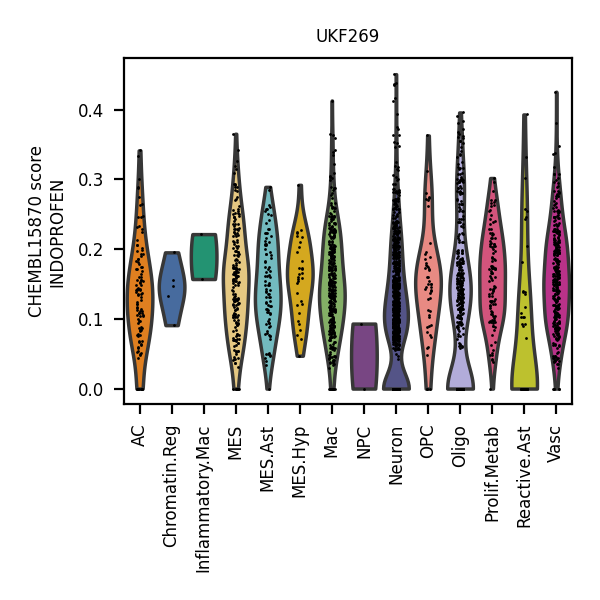 UKF269
CHEMBL15870 score
INDOPROFEN
0.4
0.3
0.2
0.1
0.0
AC
Chromatin.Reg
Inflammatory.Mac
MES
MES.Ast
MES.Hyp
Mac
NPC
Neuron
OPC
Oligo
Prolif.Metab
Reactive.Ast
Vasc